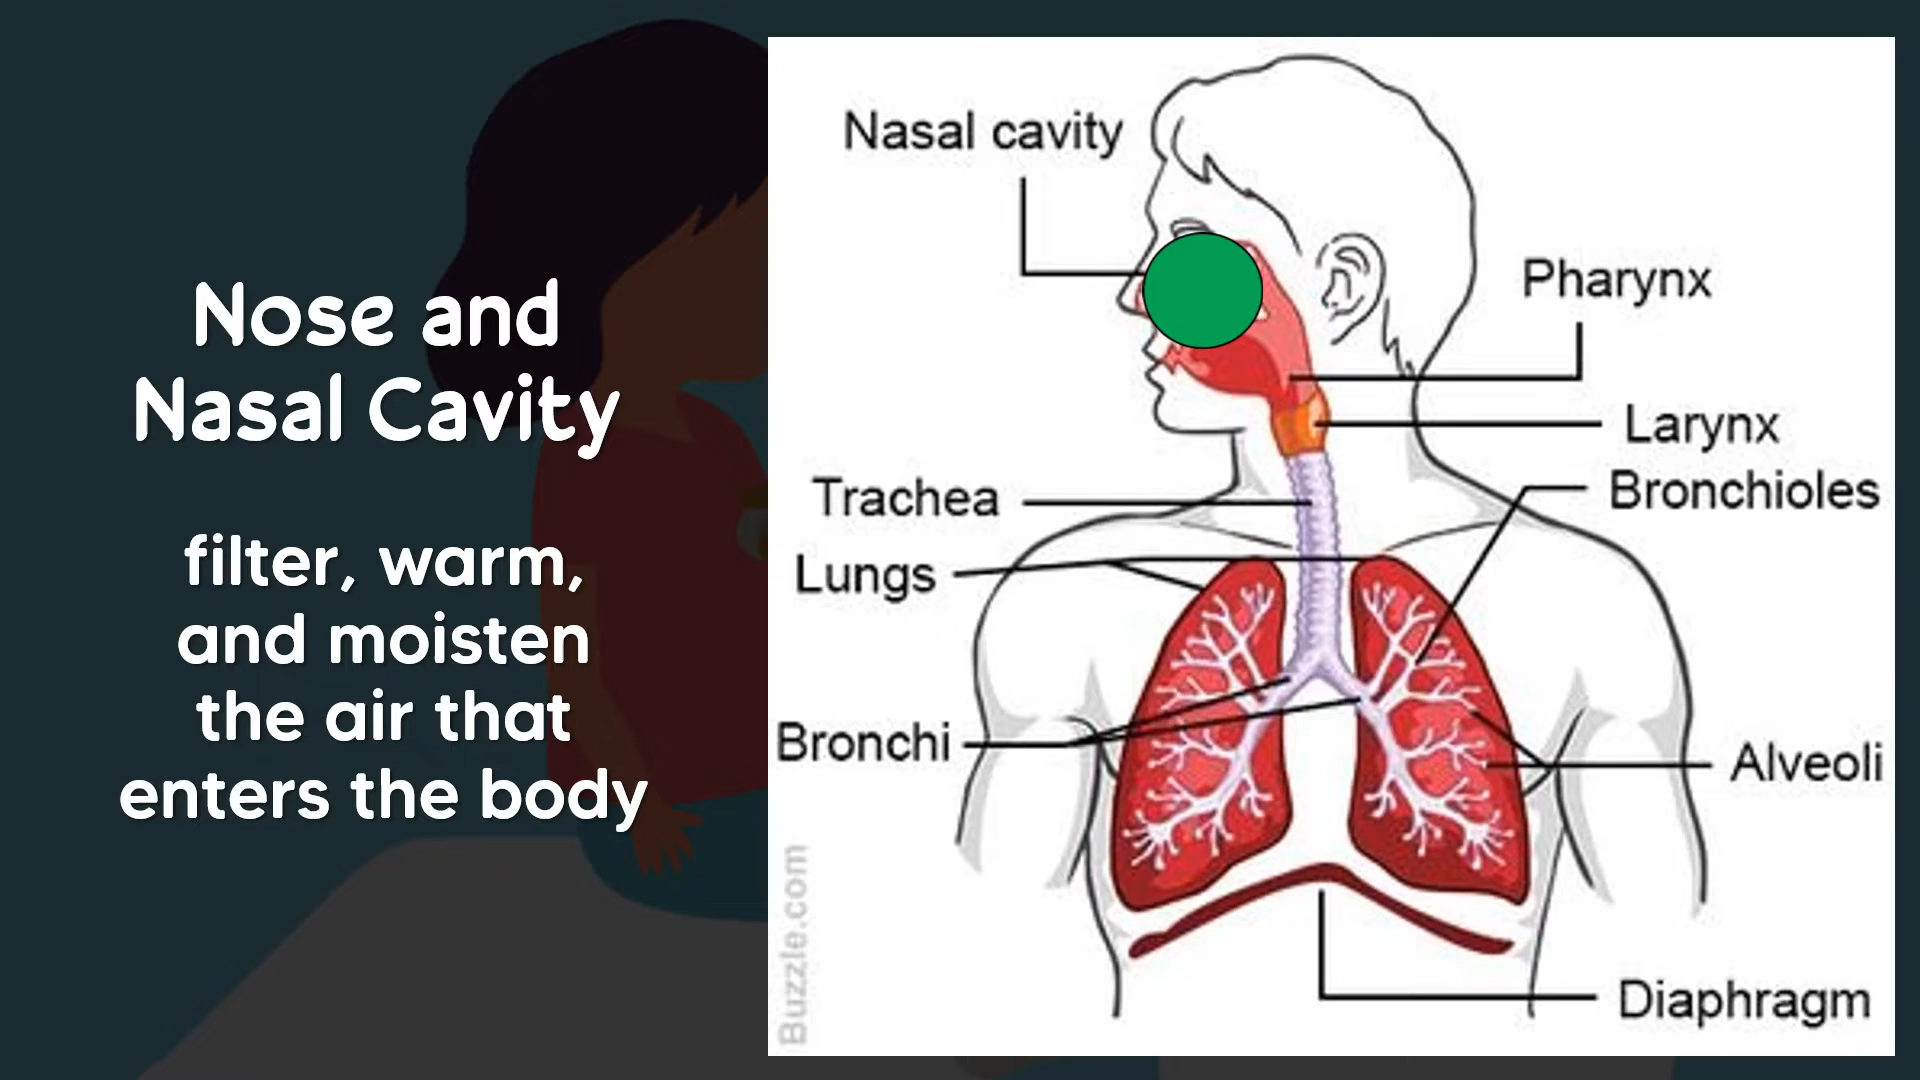 Nose and
Nasal Cavity
filter, warm,
and moisten
the air that
enters the body
Nasal cavity
Pharynx
Larynx
Bronchioles
Trachea
Lungs
Bronchi
Alveoli
Diaphragm
Buzzle.com